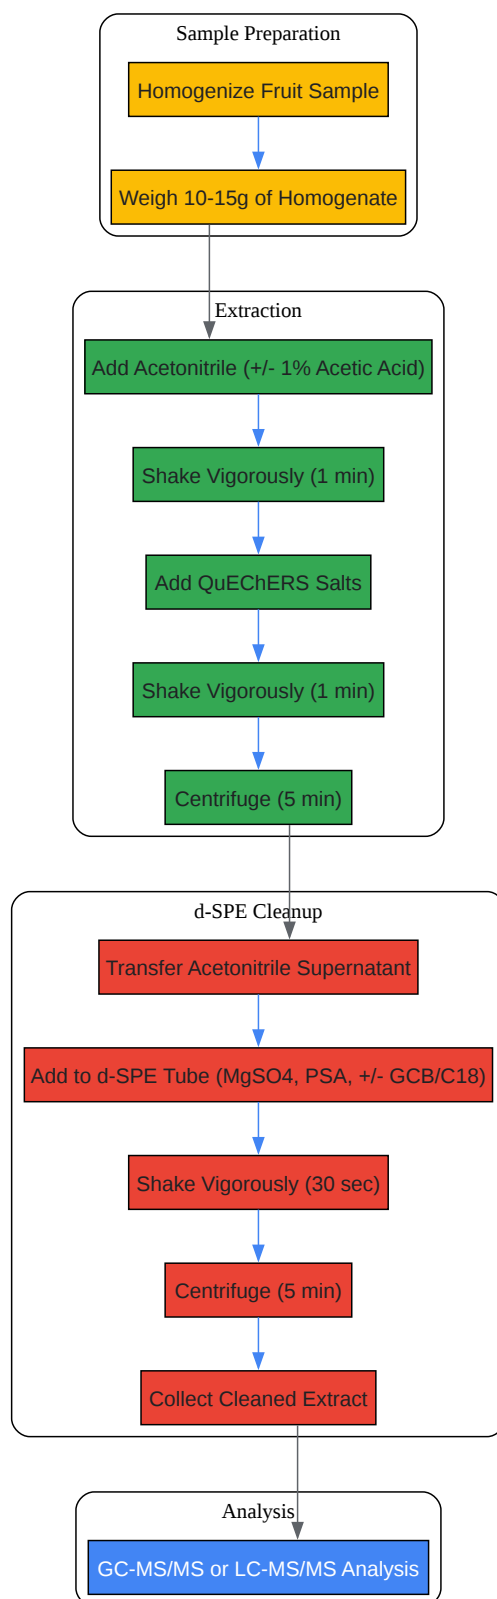 Sample Preparation
Homogenize Fruit Sample
Weigh 10-15g of Homogenate
Extraction
Add Acetonitrile (+/- 1% Acetic Acid)
Shake Vigorously (1 min)
Add QuEChERS Salts
Shake Vigorously (1 min)
Centrifuge (5 min)
d-SPE Cleanup
Transfer Acetonitrile Supernatant
Add to d-SPE Tube (MgSO4, PSA, +/- GCB/C18)
Shake Vigorously (30 sec)
Centrifuge (5 min)
Collect Cleaned Extract
Analysis
GC-MS/MS or LC-MS/MS Analysis